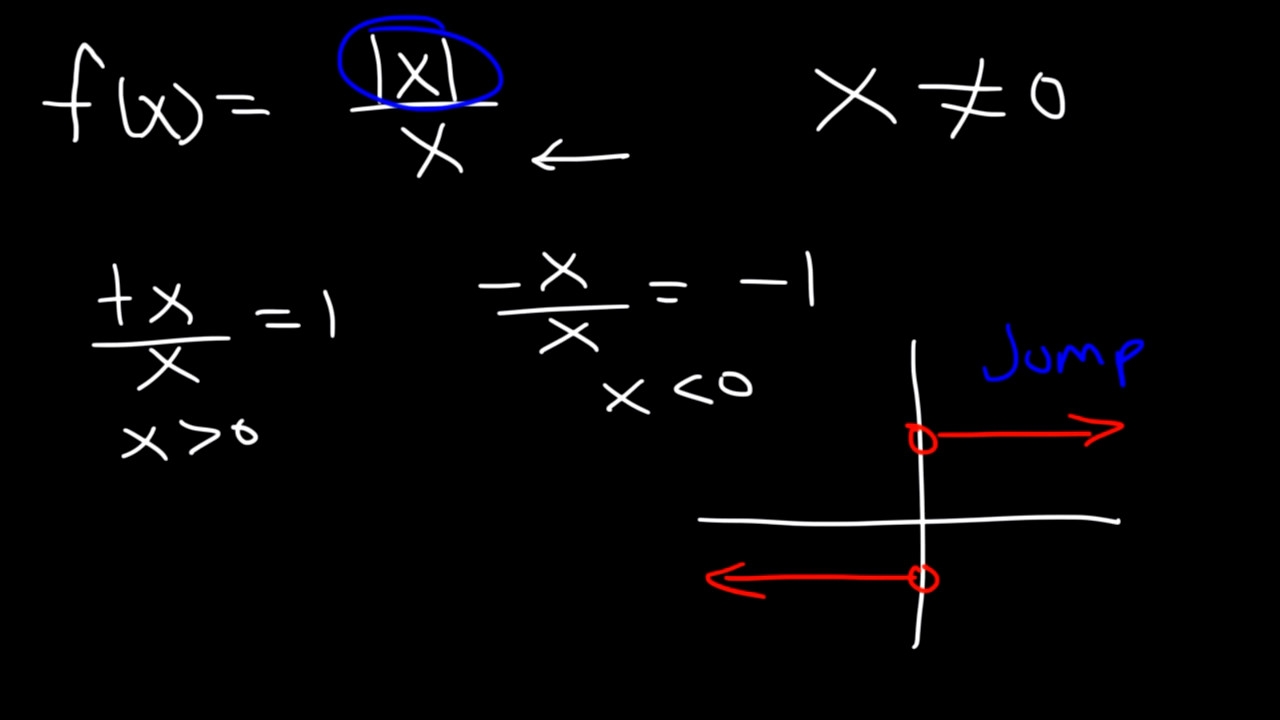 f(x) = |x|/x    x ≠ 0
+x/x = 1    -x/x = -1
x > 0    x < 0
Jump